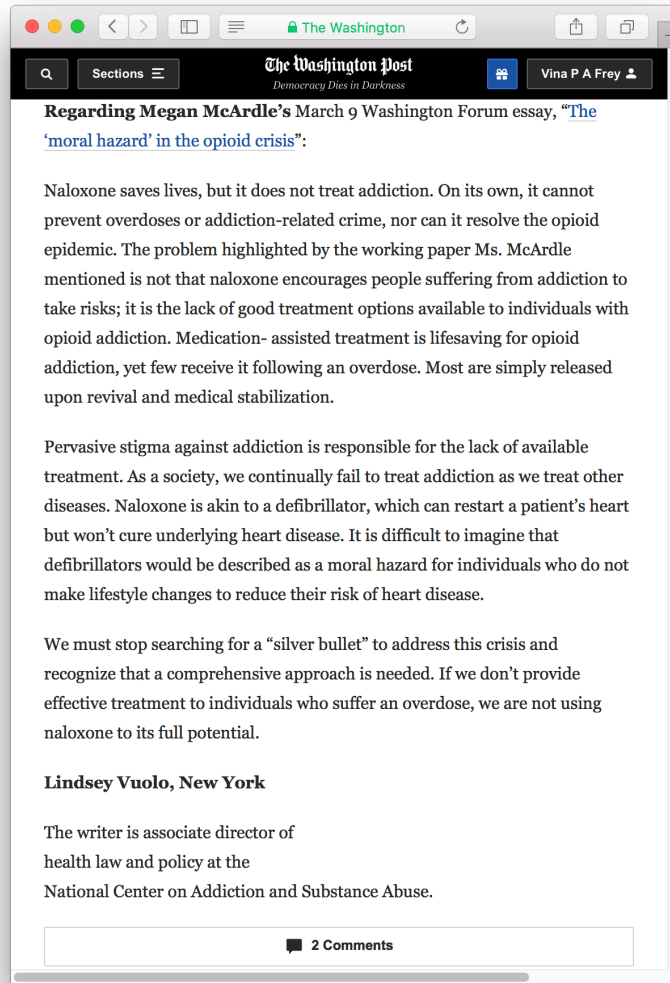 The Washington
Sections
The Washington Post
Democracy Dies in Darkness
Vina P A Frey
Regarding Megan McArdle’s March 9 Washington Forum essay, “The
‘moral hazard’ in the opioid crisis”:
Naloxone saves lives, but it does not treat addiction. On its own, it cannot
prevent overdoses or addiction-related crime, nor can it resolve the opioid
epidemic. The problem highlighted by the working paper Ms. McArdle
mentioned is not that naloxone encourages people suffering from addiction to
take risks; it is the lack of good treatment options available to individuals with
opioid addiction. Medication- assisted treatment is lifesaving for opioid
addiction, yet few receive it following an overdose. Most are simply released
upon revival and medical stabilization.
Pervasive stigma against addiction is responsible for the lack of available
treatment. As a society, we continually fail to treat addiction as we treat other
diseases. Naloxone is akin to a defibrillator, which can restart a patient’s heart
but won’t cure underlying heart disease. It is difficult to imagine that
defibrillators would be described as a moral hazard for individuals who do not
make lifestyle changes to reduce their risk of heart disease.
We must stop searching for a “silver bullet” to address this crisis and
recognize that a comprehensive approach is needed. If we don’t provide
effective treatment to individuals who suffer an overdose, we are not using
naloxone to its full potential.
Lindsey Vuolo, New York
The writer is associate director of
health law and policy at the
National Center on Addiction and Substance Abuse.
2 Comments